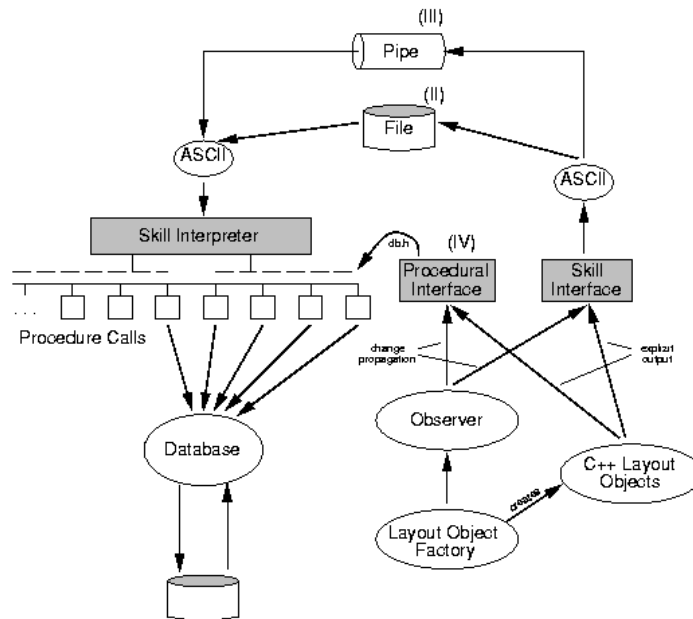 (III)
Pipe
(II)
File
ASCII
ASCII
Skill Interpreter
db.h
(IV)
Procedural
Interface
Skill
Interface
. . .
Procedure Calls
change
propagation
explicit
output
Observer
Database
C++ Layout
Objects
creates
Layout Object
Factory